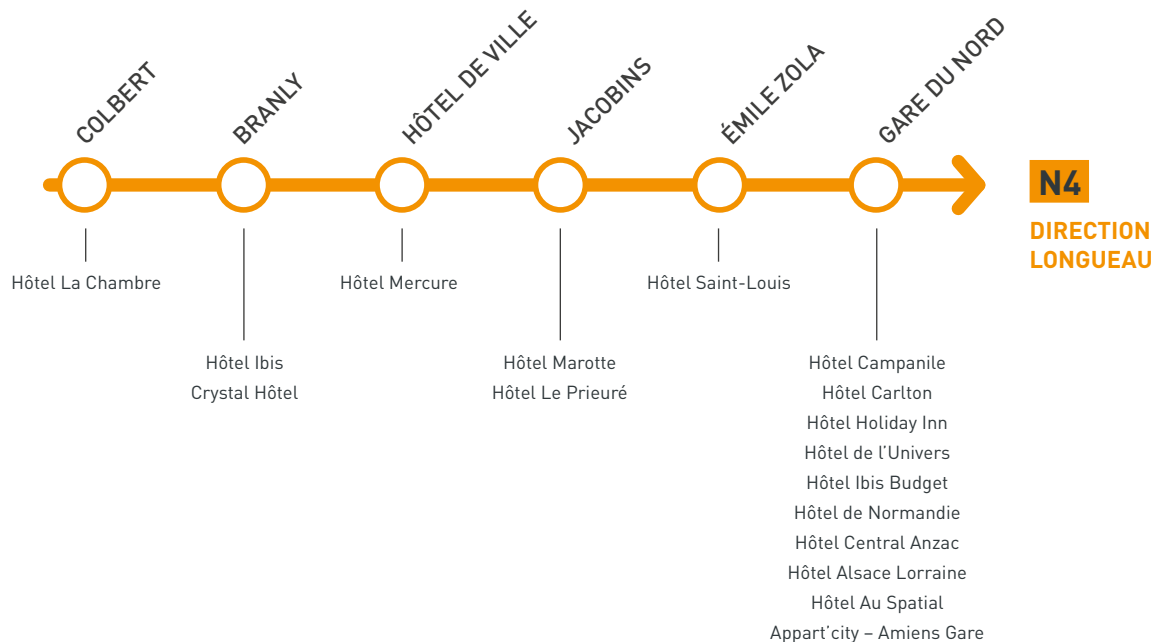 COLBERT
BRANLY
HÔTEL DE VILLE
JACOBINS
ÉMILE ZOLA
GARE DU NORD
N4
DIRECTION
LONGUEAU
Hôtel La Chambre
Hôtel Ibis
Crystal Hôtel
Hôtel Mercure
Hôtel Marotte
Hôtel Le Prieuré
Hôtel Saint-Louis
Hôtel Campanile
Hôtel Carlton
Hôtel Holiday Inn
Hôtel de l’Univers
Hôtel Ibis Budget
Hôtel de Normandie
Hôtel Central Anzac
Hôtel Alsace Lorraine
Hôtel Au Spatial
Appart’city – Amiens Gare